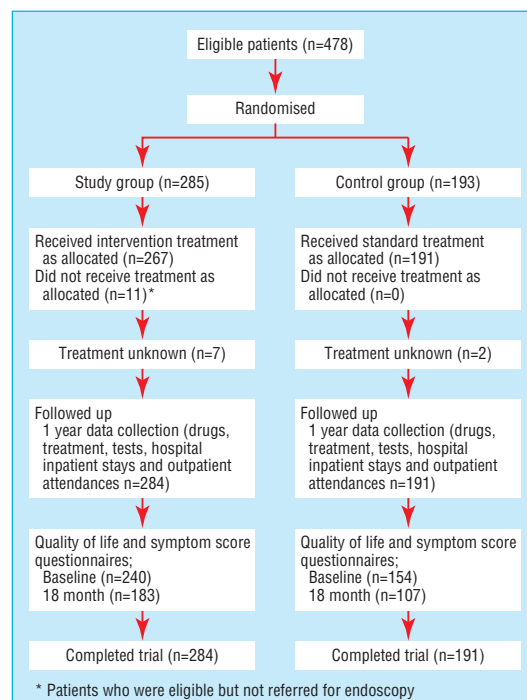 Eligible patients (n=478)
Randomised
Study group (n=285)
Control group (n=193)
Received intervention treatment
as allocated (n=267)
Did not receive treatment as
allocated (n=11)*
Received standard treatment
as allocated (n=191)
Did not receive treatment as
allocated (n=0)
Treatment unknown (n=7)
Treatment unknown (n=2)
Followed up
1 year data collection (drugs,
treatment, tests, hospital
inpatient stays and outpatient
attendances n=284)
Followed up
1 year data collection (drugs,
treatment, tests, hospital
inpatient stays and outpatient
attendances n=191)
Quality of life and symptom score
questionnaires;
Baseline (n=240)
18 month (n=183)
Quality of life and symptom score
questionnaires;
Baseline (n=154)
18 month (n=107)
Completed trial (n=284)
Completed trial (n=191)
* Patients who were eligible but not referred for endoscopy